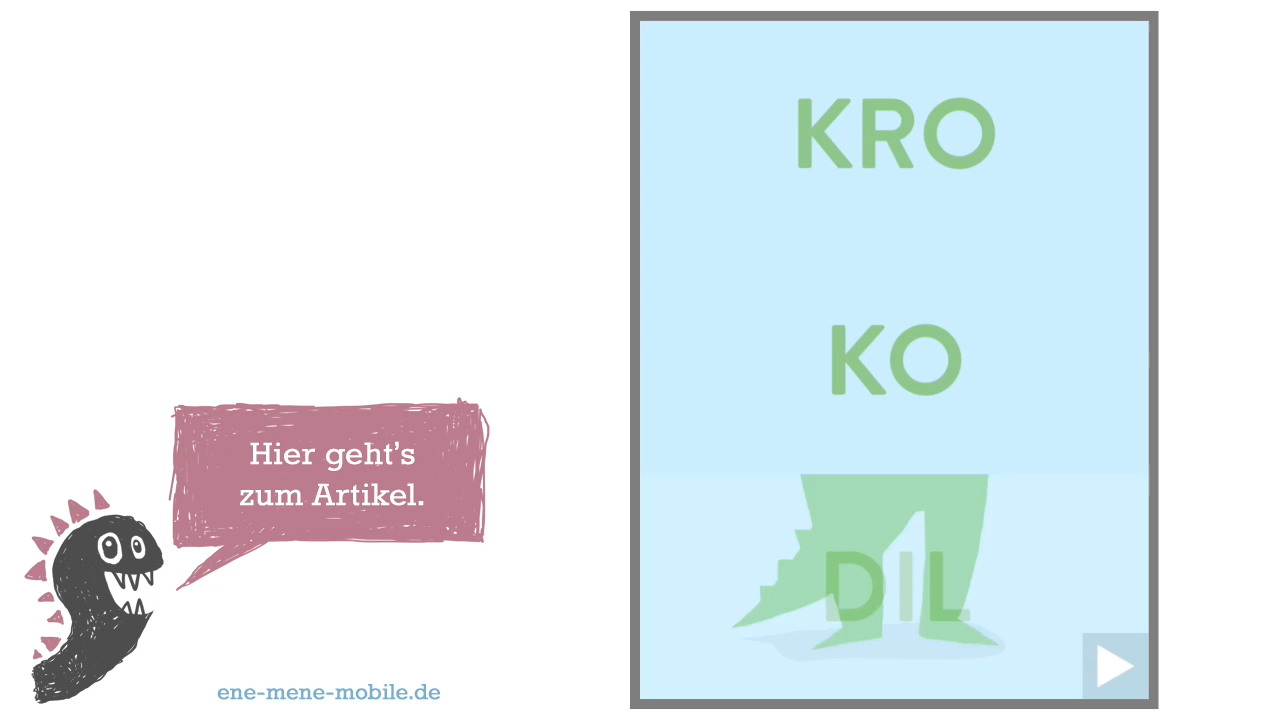 KRO
KO
DIL
Hier geht's
zum Artikel.
ene-mene-mobile.de